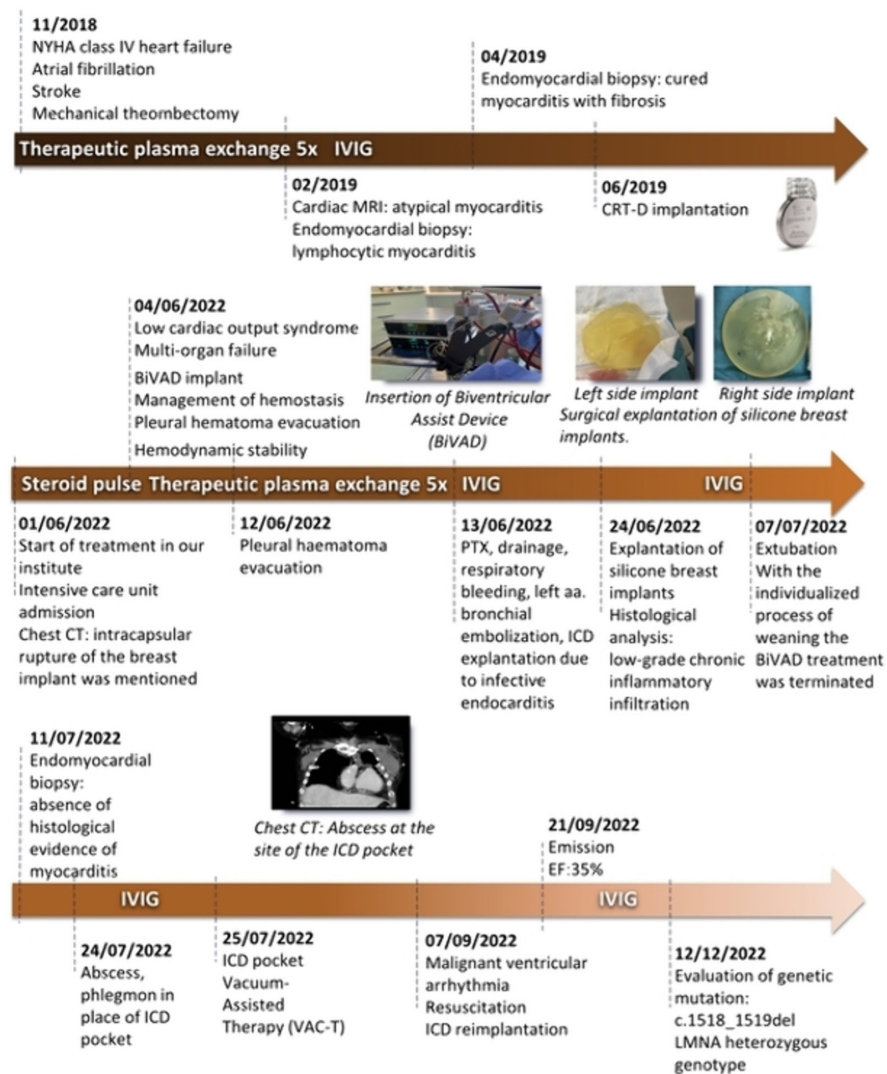 11/2018
NYHA class IV heart failure
Atrial fibrillation
Stroke
Mechanical theombectomy
04/2019
Endomyocardial biopsy: cured
myocarditis with fibrosis
Therapeutic plasma exchange 5x IVIG
02/2019
Cardiac MRI: atypical myocarditis
Endomyocardial biopsy:
lymphocytic myocarditis
06/2019
CRT-D implantation
04/06/2022
Low cardiac output syndrome
Multi-organ failure
BiVAD implant
Management of hemostasis
Pleural hematoma evacuation
Hemodynamic stability
Insertion of Biventricular
Assist Device
(BiVAD)
Left side implant Right side implant
Surgical explantation of silicone breast
implants.
Steroid pulse Therapeutic plasma exchange 5x IVIG IVIG
01/06/2022
Start of treatment in our
institute
Intensive care unit
admission
Chest CT: intracapsular
rupture of the breast
implant was mentioned
12/06/2022
Pleural haematoma
evacuation
13/06/2022
PTX, drainage,
respiratory
bleeding, left aa.
bronchial
embolization, ICD
explantation due
to infective
endocarditis
24/06/2022
Explantation of
silicone breast
implants
Histological
analysis:
low-grade chronic
inflammatory
infiltration
07/07/2022
Extubation
With the
individualized
process of
weaning the
BiVAD treatment
was terminated
11/07/2022
Endomyocardial
biopsy:
absence of
histological
evidence of
myocarditis
Chest CT: Abscess at the
site of the ICD pocket
21/09/2022
Emission
EF:35%
IVIG IVIG
24/07/2022
Abscess,
phlegmon in
place of ICD
pocket
25/07/2022
ICD pocket
Vacuum-
Assisted
Therapy (VAC-T)
07/09/2022
Malignant ventricular
arrhythmia
Resuscitation
ICD reimplantation
12/12/2022
Evaluation of genetic
mutation:
c.1518_1519del
LMNA heterozygous
genotype